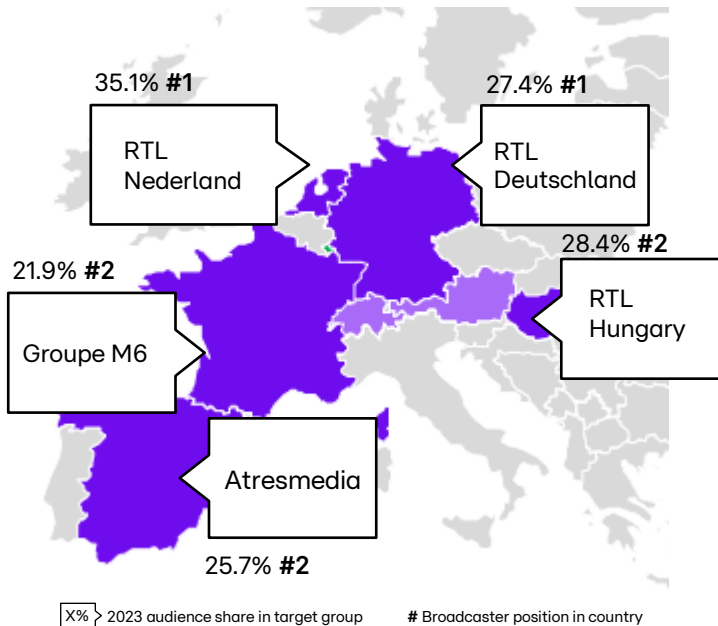 35.1% #1
RTL
Nederland
27.4% #1
RTL
Deutschland
21.9% #2
Groupe M6
28.4% #2
RTL
Hungary
Atresmedia
25.7% #2
X% 2023 audience share in target group
# Broadcaster position in country